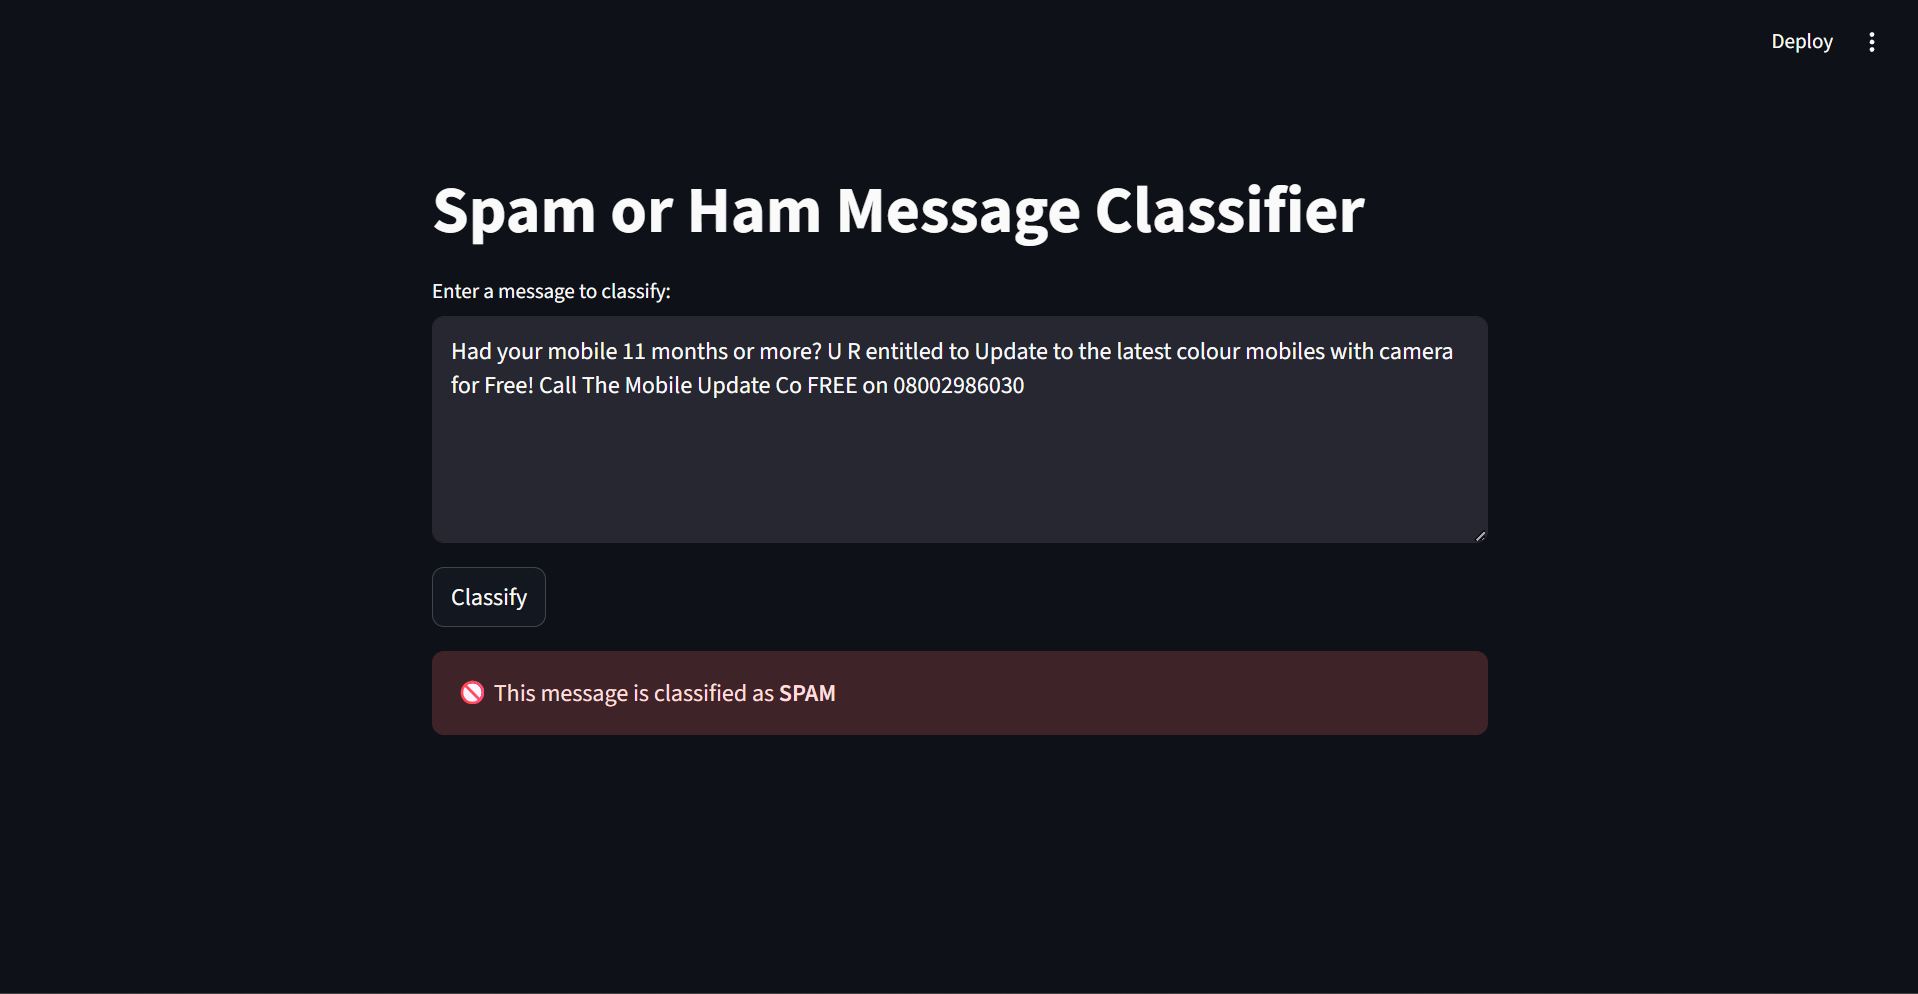 Deploy
Spam or Ham Message Classifier
Enter a message to classify:
Had your mobile 11 months or more? U R entitled to Update to the latest colour mobiles with camera
for Free! Call The Mobile Update Co FREE on 08002986030
Classify
This message is classified as SPAM